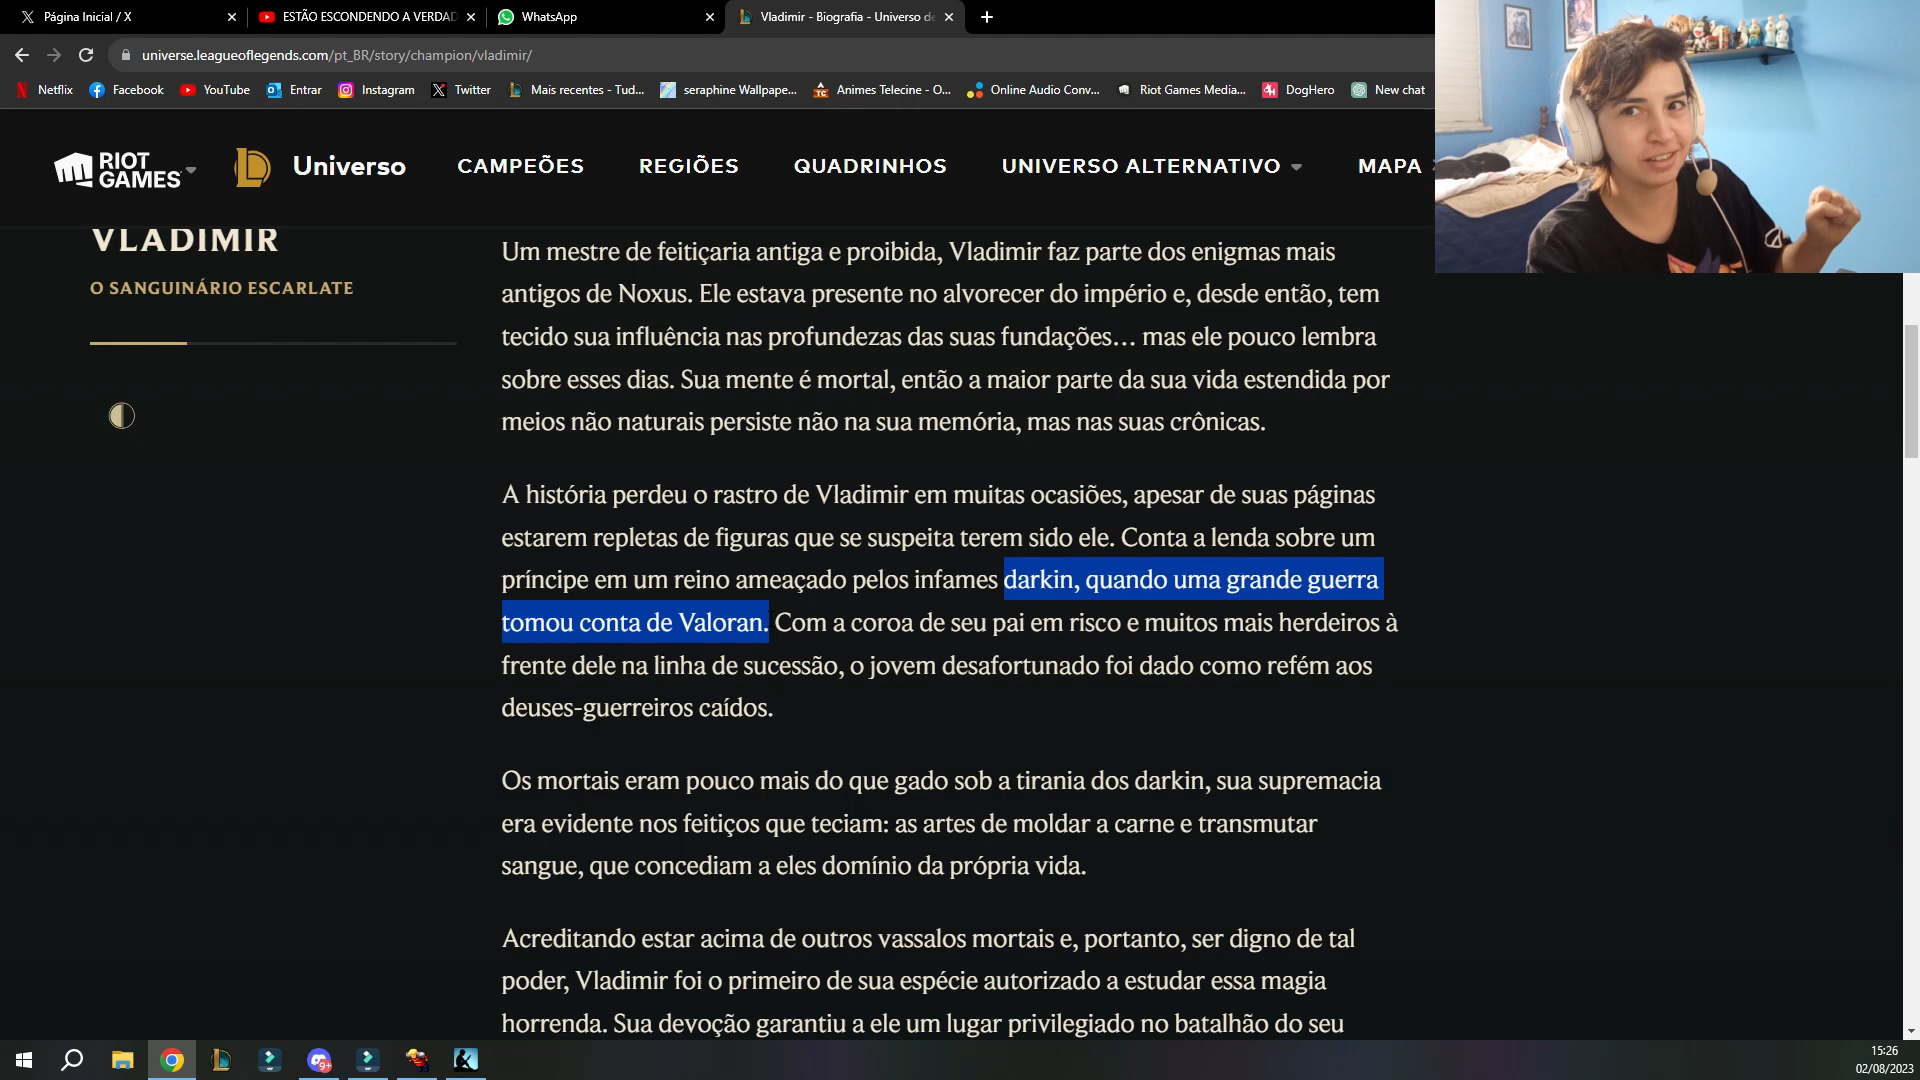 Página Inicial / X
ESTÃO ESCONDENDO A VERDAD
WhatsApp
Vladimir - Biografia - Universo de
universe.leagueoflegends.com/pt_BR/story/champion/vladimir/
Netflix
Facebook
YouTube
Entrar
Instagram
Twitter
Mais recentes - Tud...
seraphine Wallpape...
Animes Telecine - O...
Online Audio Conv...
Riot Games Media...
DogHero
New chat
RIOT
GAMES
Universo
CAMPEÕES
REGIÕES
QUADRINHOS
UNIVERSO ALTERNATIVO
MAPA
VLADIMIR
O SANGUINÁRIO ESCARLATE
Um mestre de feitiçaria antiga e proibida, Vladimir faz parte dos enigmas mais
antigos de Noxus. Ele estava presente no alvorecer do império e, desde então, tem
tecido sua influência nas profundezas das suas fundações… mas ele pouco lembra
sobre esses dias. Sua mente é mortal, então a maior parte da sua vida estendida por
meios não naturais persiste não na sua memória, mas nas suas crônicas.
A história perdeu o rastro de Vladimir em muitas ocasiões, apesar de suas páginas
estarem repletas de figuras que se suspeita terem sido ele. Conta a lenda sobre um
príncipe em um reino ameaçado pelos infames darkin, quando uma grande guerra
tomou conta de Valoran. Com a coroa de seu pai em risco e muitos mais herdeiros à
frente dele na linha de sucessão, o jovem desafortunado foi dado como refém aos
deuses-guerreiros caídos.
Os mortais eram pouco mais do que gado sob a tirania dos darkin, sua supremacia
era evidente nos feitiços que teciam: as artes de moldar a carne e transmutar
sangue, que concediam a eles domínio da própria vida.
Acreditando estar acima de outros vassalos mortais e, portanto, ser digno de tal
poder, Vladimir foi o primeiro de sua espécie autorizado a estudar essa magia
horrenda. Sua devoção garantiu a ele um lugar privilegiado no batalhão do seu
9+
15:26
02/08/2023